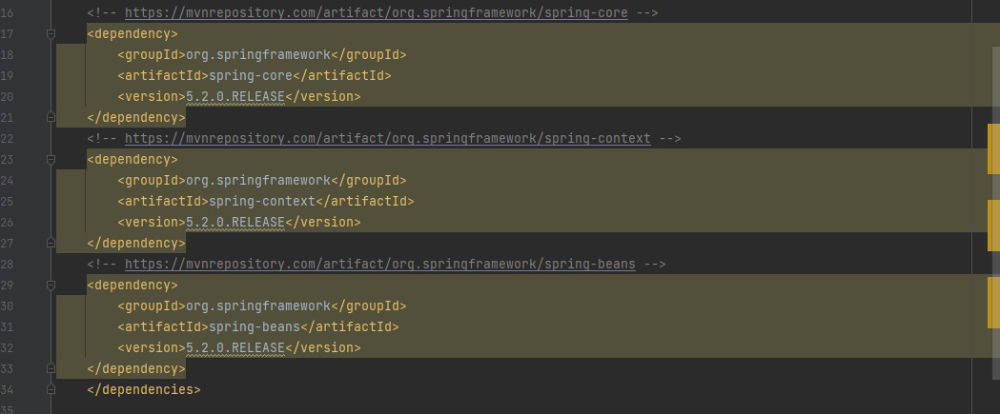 16 <!-- https://mvnrepository.com/artifact/org.springframework/spring-core -->
17 <dependency>
18 <groupId>org.springframework</groupId>
19 <artifactId>spring-core</artifactId>
20 <version>5.2.0.RELEASE</version>
21 </dependency>
22 <!-- https://mvnrepository.com/artifact/org.springframework/spring-context -->
23 <dependency>
24 <groupId>org.springframework</groupId>
25 <artifactId>spring-context</artifactId>
26 <version>5.2.0.RELEASE</version>
27 </dependency>
28 <!-- https://mvnrepository.com/artifact/org.springframework/spring-beans -->
29 <dependency>
30 <groupId>org.springframework</groupId>
31 <artifactId>spring-beans</artifactId>
32 <version>5.2.0.RELEASE</version>
33 </dependency>
34 </dependencies>
35